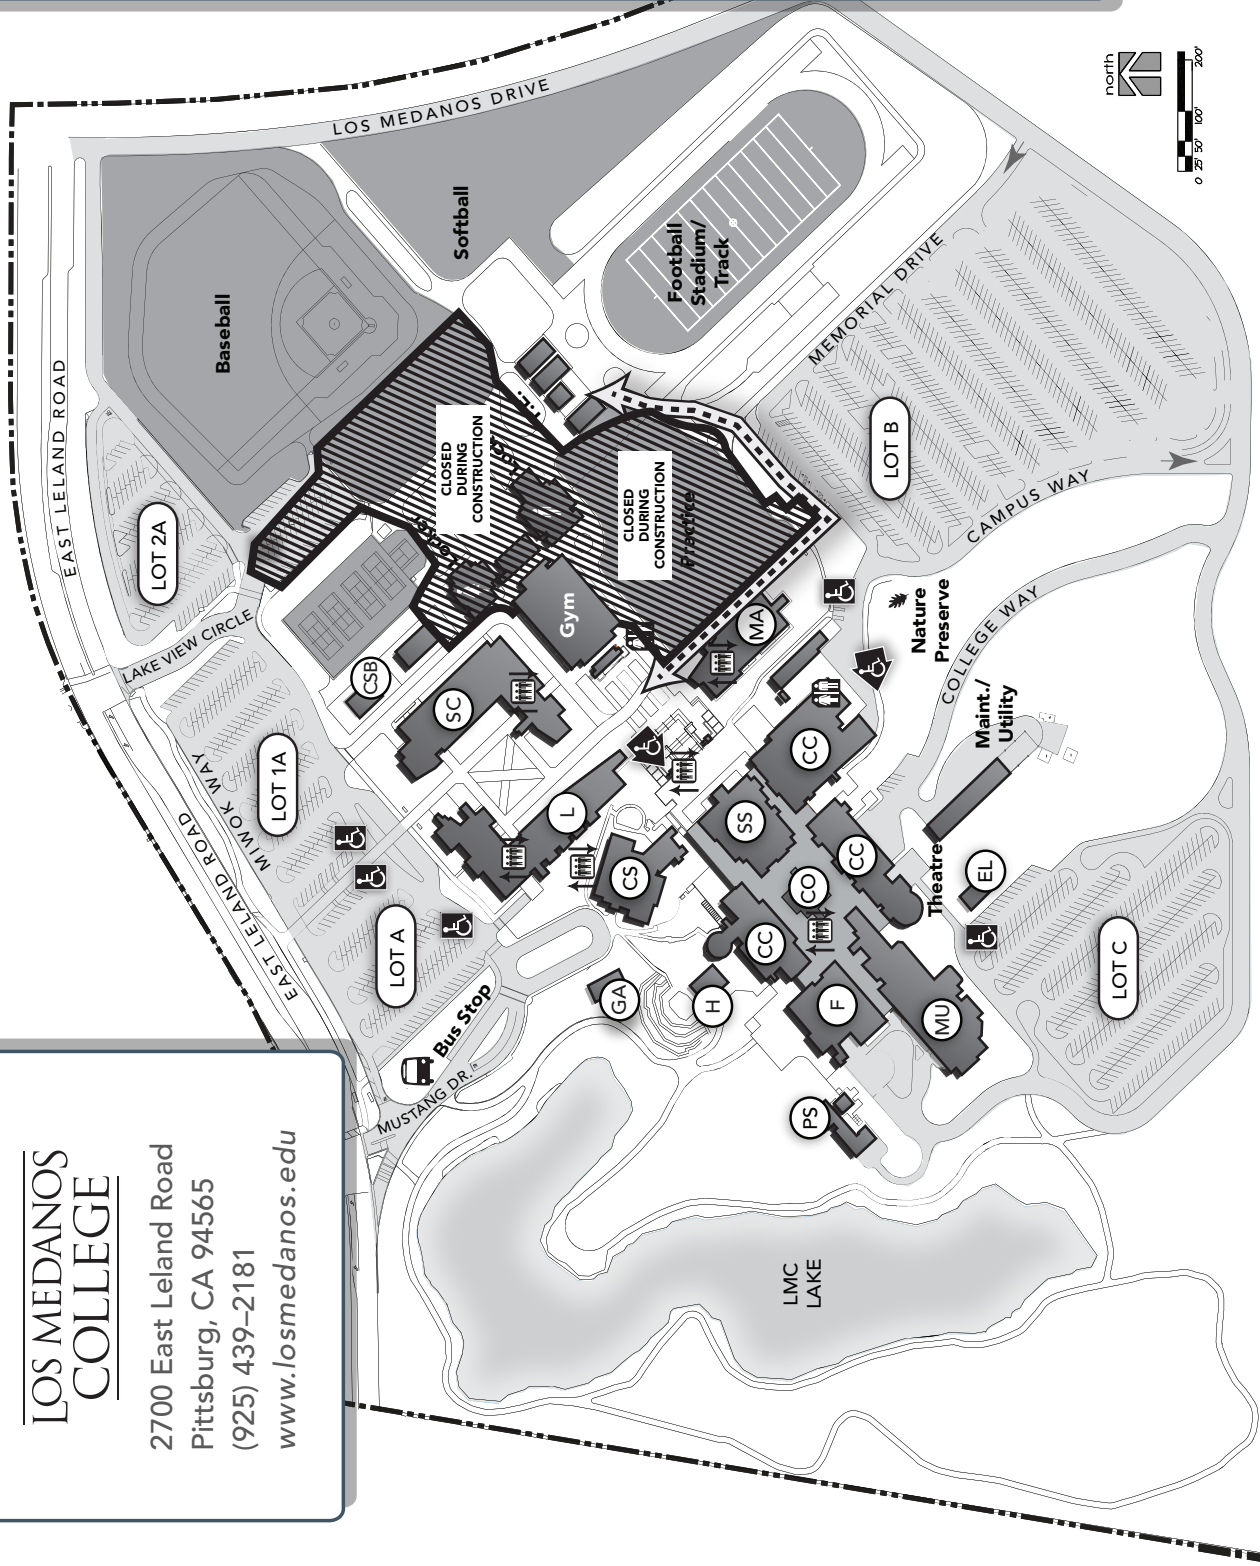 LOS MEDANOS
COLLEGE
2700 East Leland Road
Pittsburg, CA 94565
(925) 439–2181
www.losmedanos.edu
EAST LELAND ROAD
MUSTANG DR.
Bus Stop
LOT A
MIWOK WAY
LOT 1A
LAKE VIEW CIRCLE
LOT 2A
EAST LELAND ROAD
LOS MEDANOS DRIVE
Baseball
Softball
Football
Stadium/
Track
CLOSED
DURING
CONSTRUCTION
Locker
CLOSED
DURING
CONSTRUCTION
Practice
Gym
CSB
SC
L
CS
GA
H
MA
CC
SS
CC
CO
CC
F
MU
PS
LMC
LAKE
Theatre
EL
Maint./
Utility
Nature
Preserve
COLLEGE WAY
CAMPUS WAY
MEMORIAL DRIVE
LOT B
LOT C
north
0 25' 50' 100' 200'